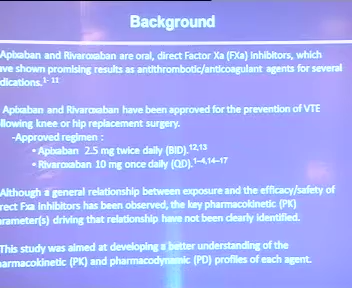 Background
Apixaban and Rivaroxaban are oral, direct Factor Xa (FXa) inhibitors, which
ve shown promising results as antithrombotic/anticoagulant agents for several
dications.1- 11
Apixaban and Rivaroxaban have been approved for the prevention of VTE
llowing knee or hip replacement surgery.
-Approved regimen :
• Apixaban 2.5 mg twice daily (BID).12,13
• Rivaroxaban 10 mg once daily (QD).1–4,14–17
Although a general relationship between exposure and the efficacy/safety of
rect Fxa inhibitors has been observed, the key pharmacokinetic (PK)
rameter(s) driving that relationship have not been clearly identified.
This study was aimed at developing a better understanding of the
armacokinetic (PK) and pharmacodynamic (PD) profiles of each agent.